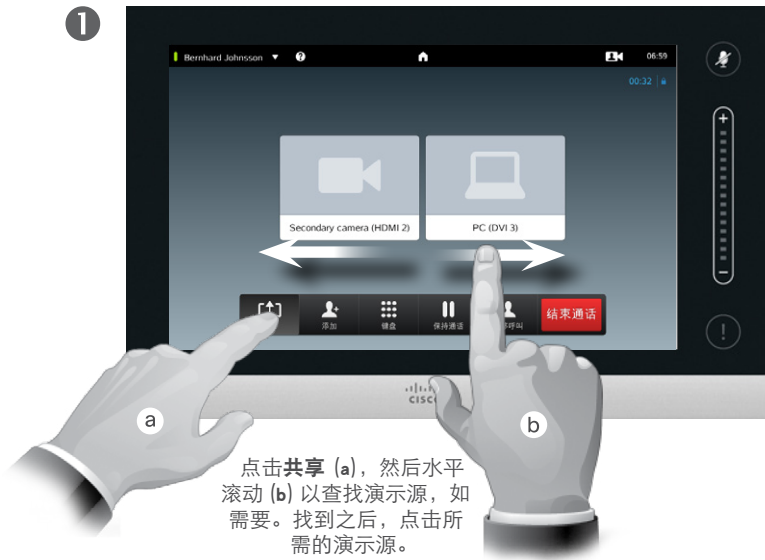 1
Bernhard Johnsson
?
06:59
00:32
+
Secondary camera (HDMI 2)
PC (DVI 3)
−
添加
键盘
保持通话
结束通话
!
CISCO
a
b
点击共享 (a)，然后水平
滚动 (b) 以查找演示源，如
需要。找到之后，点击所
需的演示源。